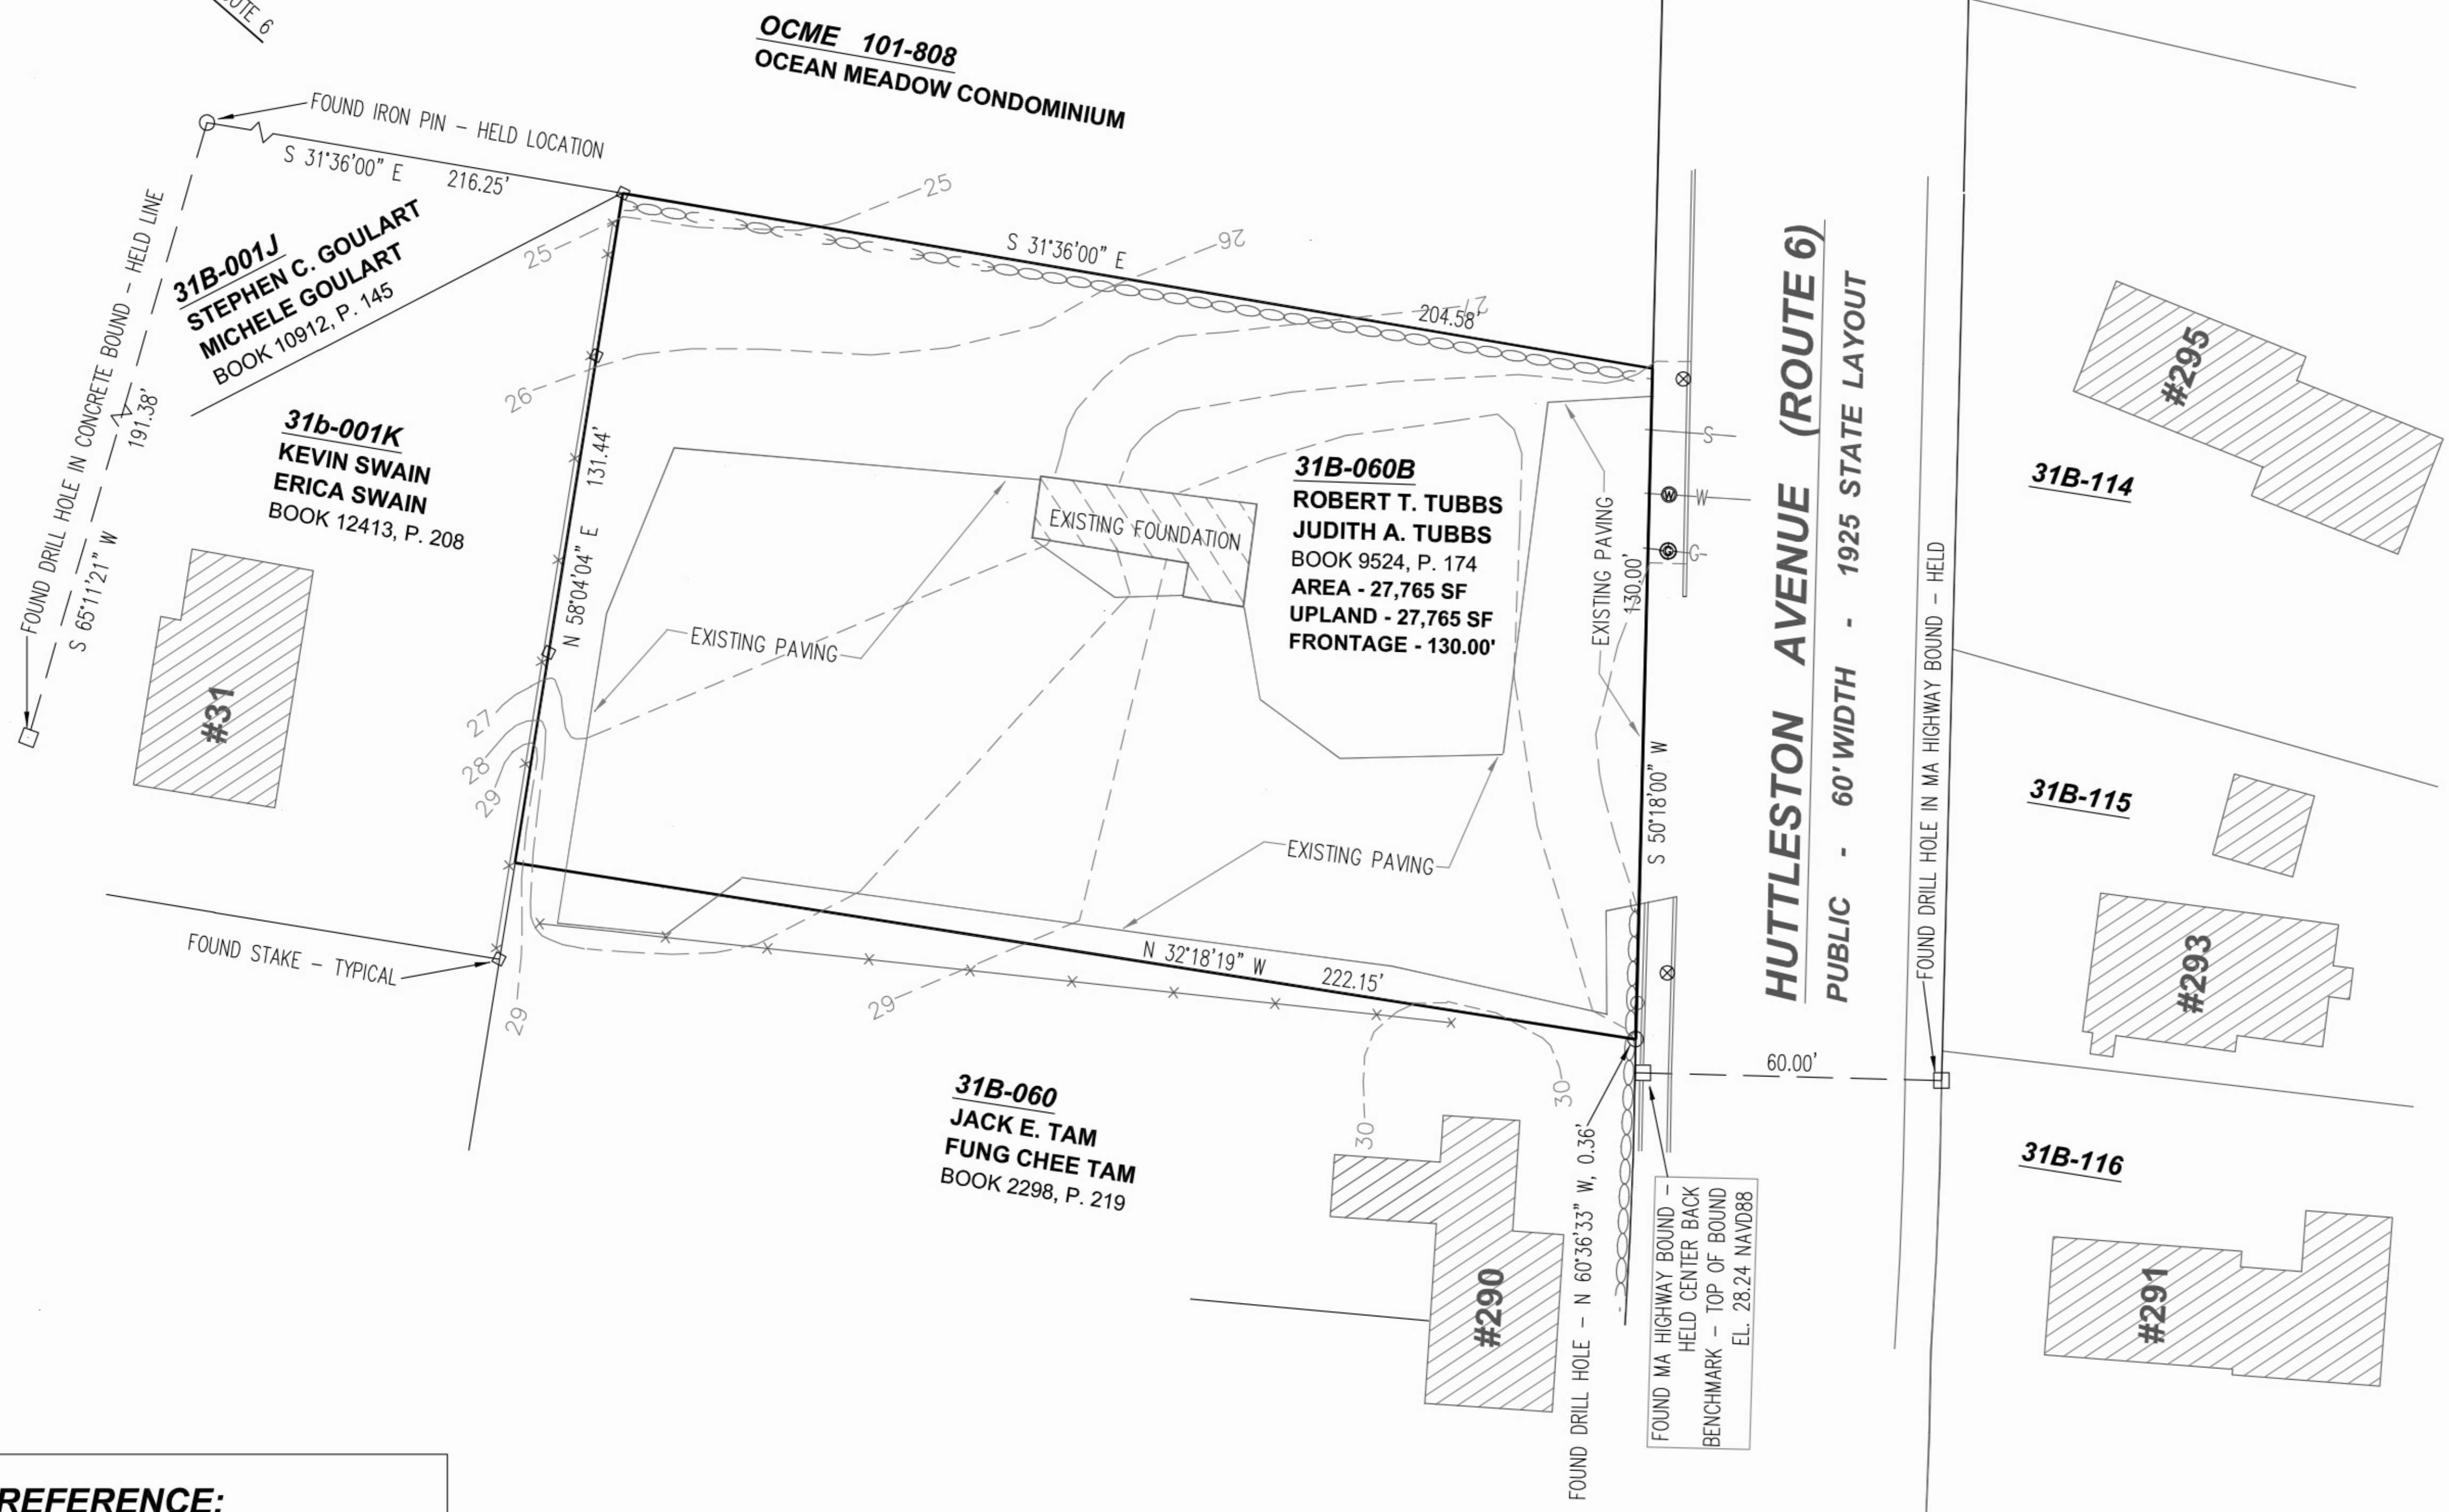 OCME 101-808
OCEAN MEADOW CONDOMINIUM
FOUND IRON PIN - HELD LOCATION
S 31°36'00" E 216.25'
31B-001J
STEPHEN C. GOULART
MICHELE GOULART
BOOK 10912, P. 145
FOUND DRILL HOLE IN CONCRETE BOUND - HELD LINE
191.38'
S 65°11'21" W
31b-001K
KEVIN SWAIN
ERICA SWAIN
BOOK 12413, P. 208
#31
25
25
26
26
27
S 31°36'00" E
204.58'
N 58°04'04" E 131.44'
EXISTING FOUNDATION
31B-060B
ROBERT T. TUBBS
JUDITH A. TUBBS
BOOK 9524, P. 174
AREA - 27,765 SF
UPLAND - 27,765 SF
FRONTAGE - 130.00'
EXISTING PAVING
EXISTING PAVING
EXISTING PAVING
130.00'
S 50°18'00" W
S
W
W
G
G
27
28
29
29
29
30
30
N 32°18'19" W 222.15'
FOUND STAKE - TYPICAL
31B-060
JACK E. TAM
FUNG CHEE TAM
BOOK 2298, P. 219
#290
FOUND DRILL HOLE - N 60°36'33" W, 0.36'
FOUND MA HIGHWAY BOUND -
HELD CENTER BACK
BENCHMARK - TOP OF BOUND
EL. 28.24 NAVD88
60.00'
HUTTLESTON AVENUE (ROUTE 6)
PUBLIC - 60' WIDTH - 1925 STATE LAYOUT
FOUND DRILL HOLE IN MA HIGHWAY BOUND - HELD
#295
31B-114
31B-115
#293
31B-116
#291
REFERENCE: